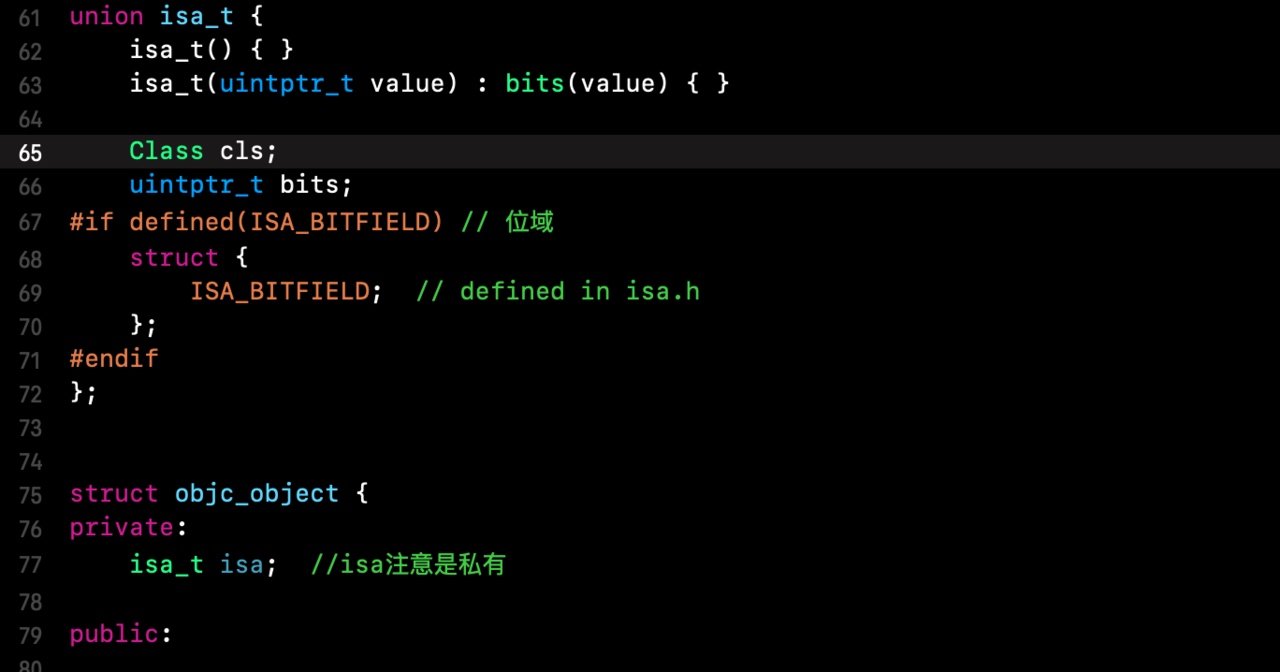 61 union isa_t {
62     isa_t() { }
63     isa_t(uintptr_t value) : bits(value) { }
64
65     Class cls;
66     uintptr_t bits;
67 #if defined(ISA_BITFIELD) // 位域
68     struct {
69         ISA_BITFIELD;  // defined in isa.h
70     };
71 #endif
72 };
73
74
75 struct objc_object {
76 private:
77     isa_t isa;  //isa注意是私有
78
79 public:
80